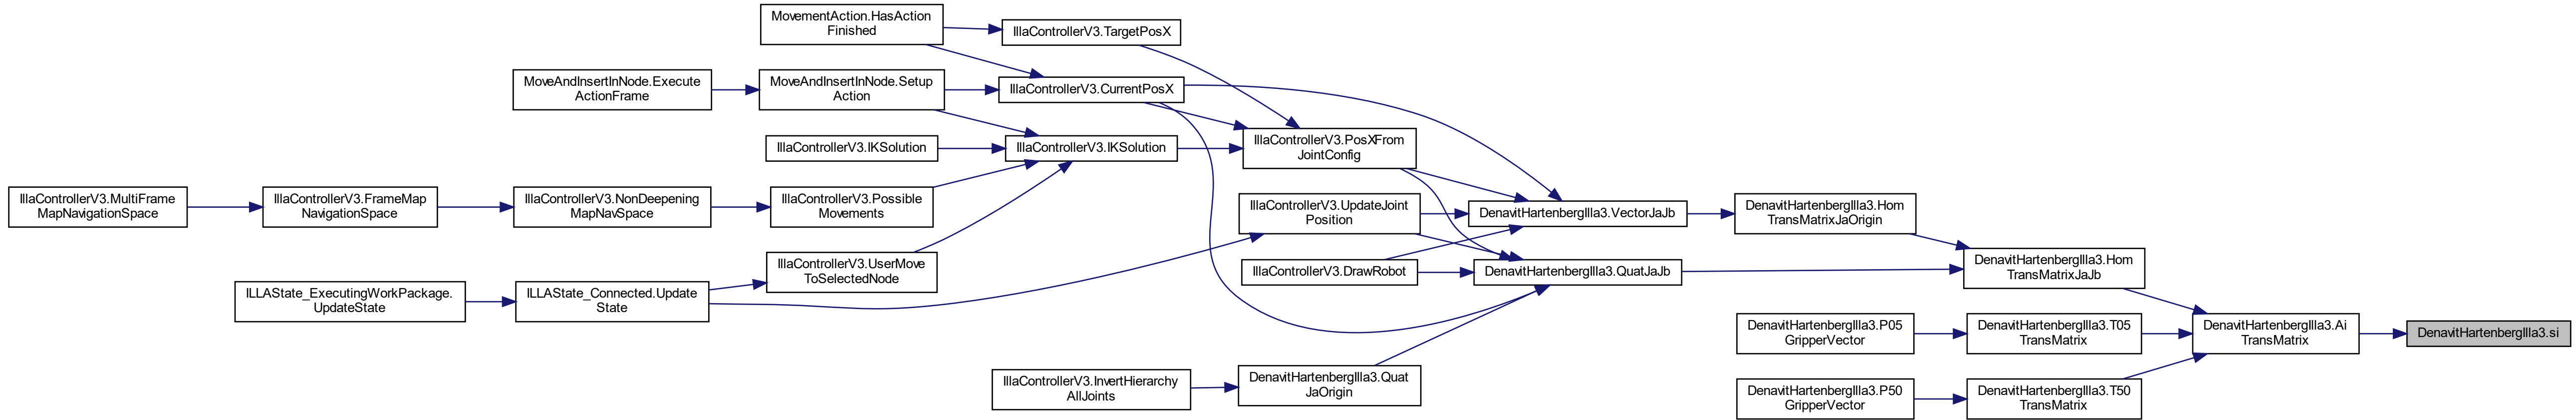 MovementAction.HasAction
Finished
IllaControllerV3.TargetPosX
MoveAndInsertInNode.Execute
ActionFrame
MoveAndInsertInNode.Setup
Action
IllaControllerV3.CurrentPosX
IllaControllerV3.IKSolution
IllaControllerV3.IKSolution
IllaControllerV3.PosXFrom
JointConfig
IllaControllerV3.MultiFrame
MapNavigationSpace
IllaControllerV3.FrameMap
NavigationSpace
IllaControllerV3.NonDeepening
MapNavSpace
IllaControllerV3.Possible
Movements
IllaControllerV3.UpdateJoint
Position
DenavitHartenbergIlla3.VectorJaJb
DenavitHartenbergIlla3.Hom
TransMatrixJaOrigin
ILLAState_ExecutingWorkPackage.
UpdateState
ILLAState_Connected.Update
State
IllaControllerV3.UserMove
ToSelectedNode
IllaControllerV3.DrawRobot
DenavitHartenbergIlla3.QuatJaJb
DenavitHartenbergIlla3.Hom
TransMatrixJaJb
DenavitHartenbergIlla3.P05
GripperVector
DenavitHartenbergIlla3.T05
TransMatrix
DenavitHartenbergIlla3.Ai
TransMatrix
DenavitHartenbergIlla3.si
IllaControllerV3.InvertHierarchy
AllJoints
DenavitHartenbergIlla3.Quat
JaOrigin
DenavitHartenbergIlla3.P50
GripperVector
DenavitHartenbergIlla3.T50
TransMatrix